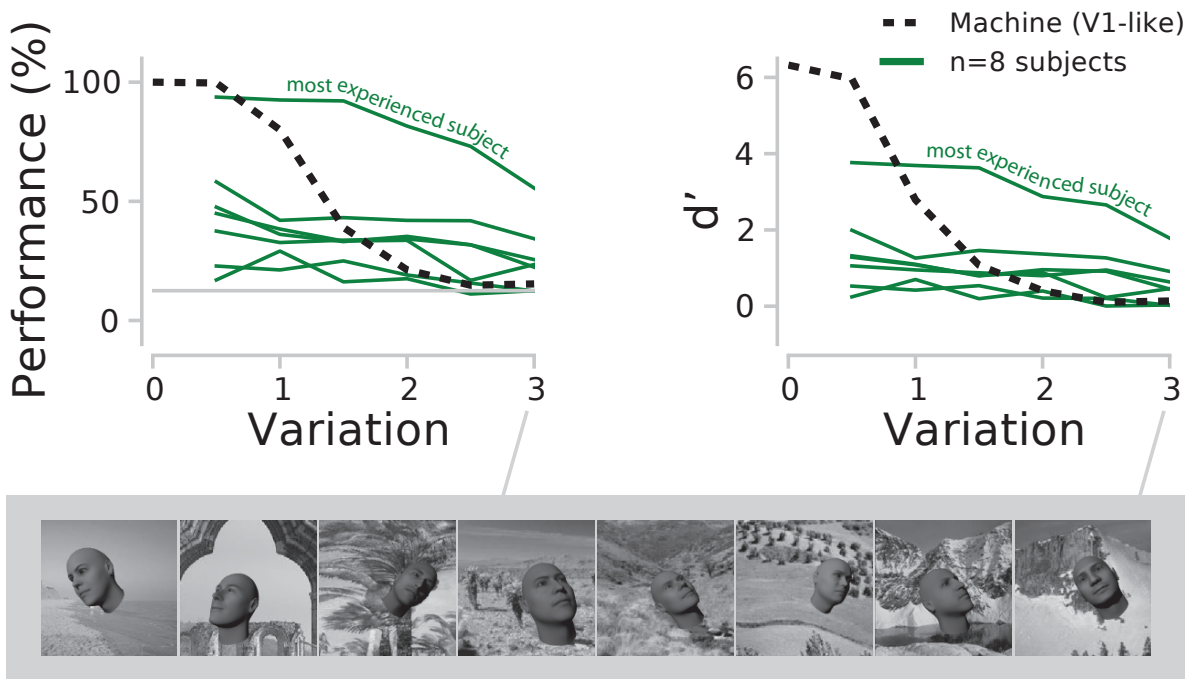 Machine (V1-like)
n=8 subjects
Performance (%)
100
50
0
most experienced subject
0
1
2
3
Variation
d’
6
4
2
0
most experienced subject
0
1
2
3
Variation